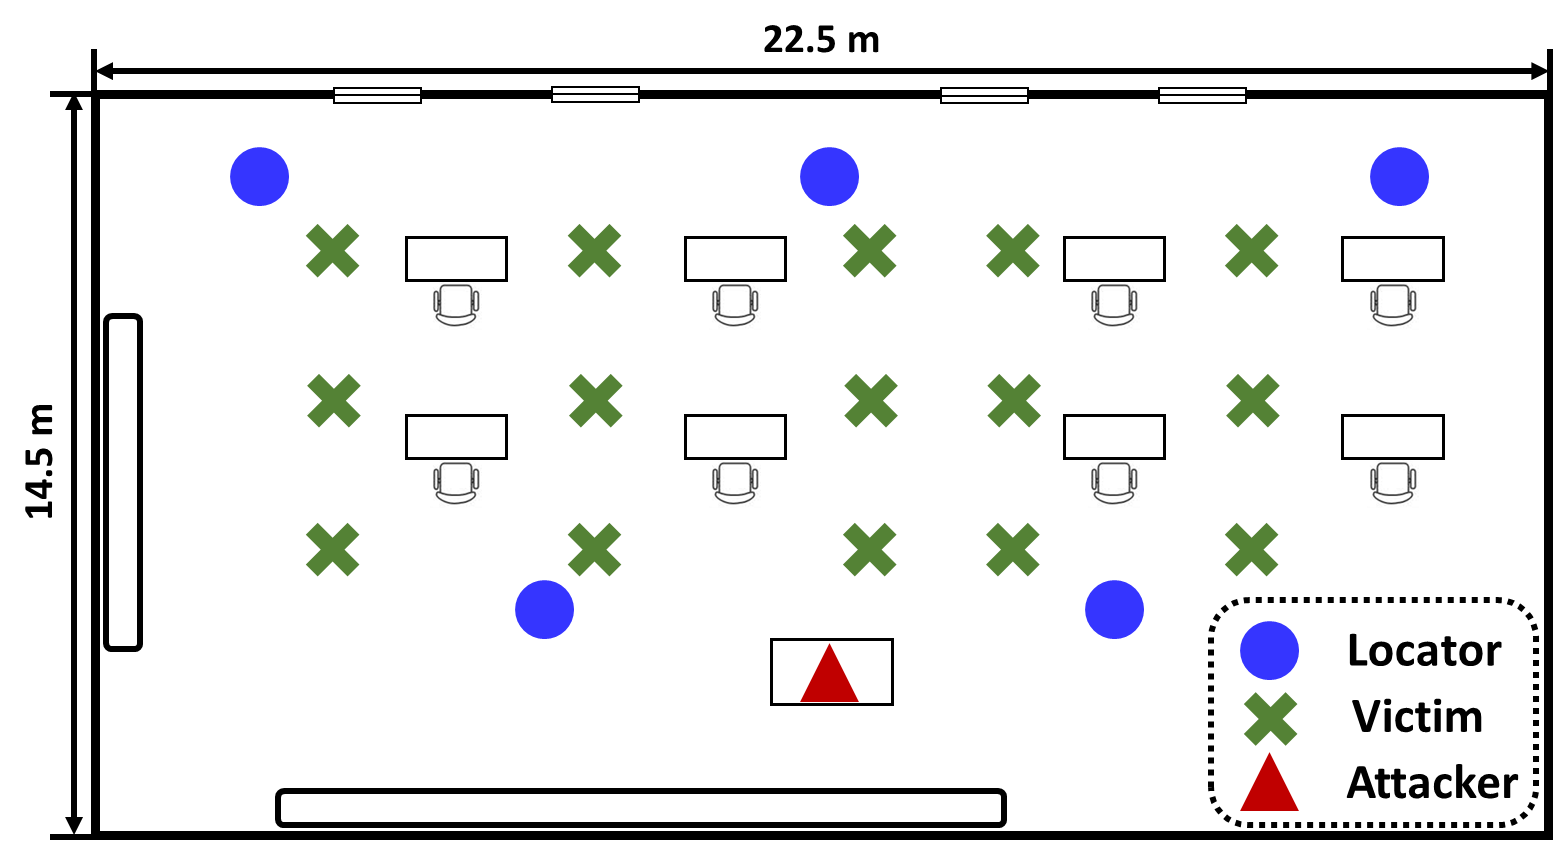 22.5 m
14.5 m
Locator
Victim
Attacker